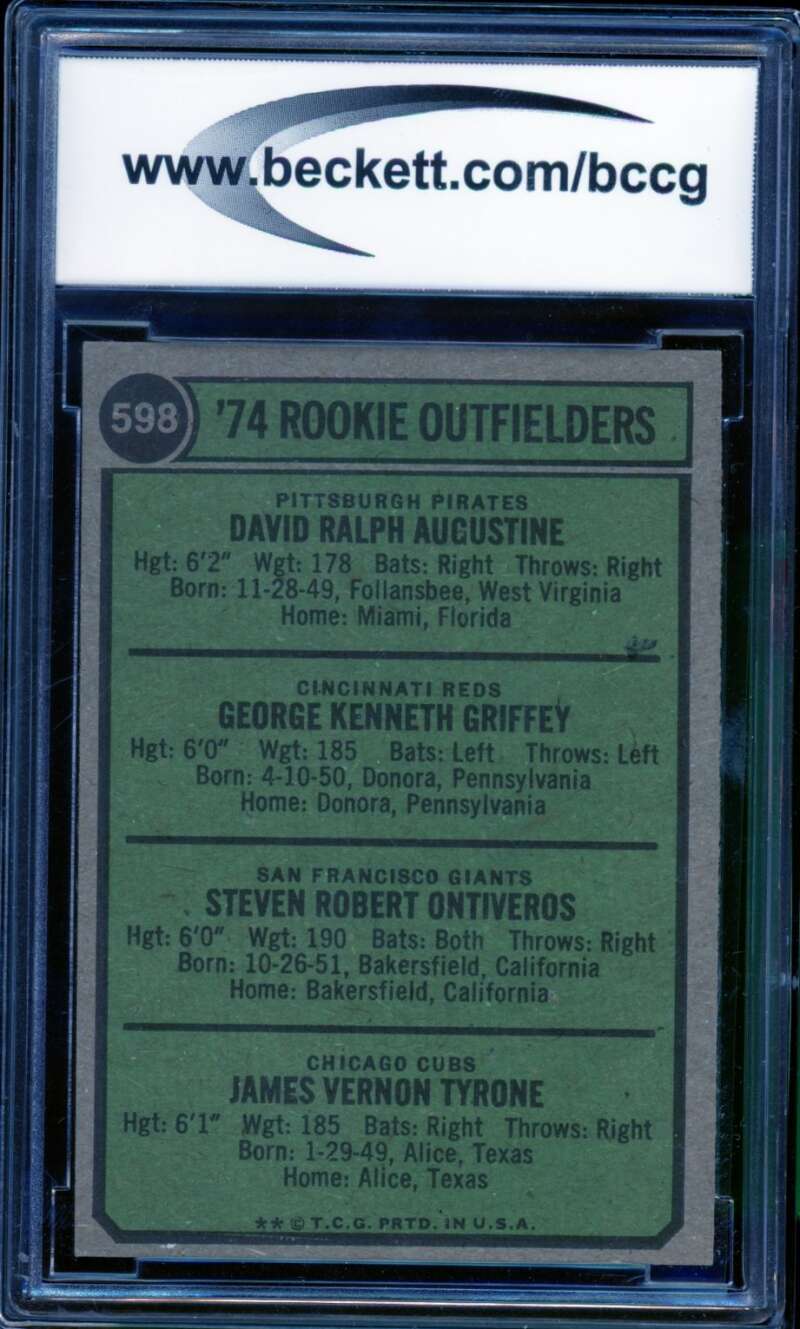 www.beckett.com/bccg
598 '74 ROOKIE OUTFIELDERS
PITTSBURGH PIRATES
DAVID RALPH AUGUSTINE
Hgt: 6'2" Wgt: 178 Bats: Right Throws: Right
Born: 11-28-49, Follansbee, West Virginia
Home: Miami, Florida
CINCINNATI REDS
GEORGE KENNETH GRIFFEY
Hgt: 6'0" Wgt: 185 Bats: Left Throws: Left
Born: 4-10-50, Donora, Pennsylvania
Home: Donora, Pennsylvania
SAN FRANCISCO GIANTS
STEVEN ROBERT ONTIVEROS
Hgt: 6'0" Wgt: 190 Bats: Both Throws: Right
Born: 10-26-51, Bakersfield, California
Home: Bakersfield, California
CHICAGO CUBS
JAMES VERNON TYRONE
Hgt: 6'1" Wgt: 185 Bats: Right Throws: Right
Born: 1-29-49, Alice, Texas
Home: Alice, Texas
** © T.C.G. PRTD. IN U.S.A.